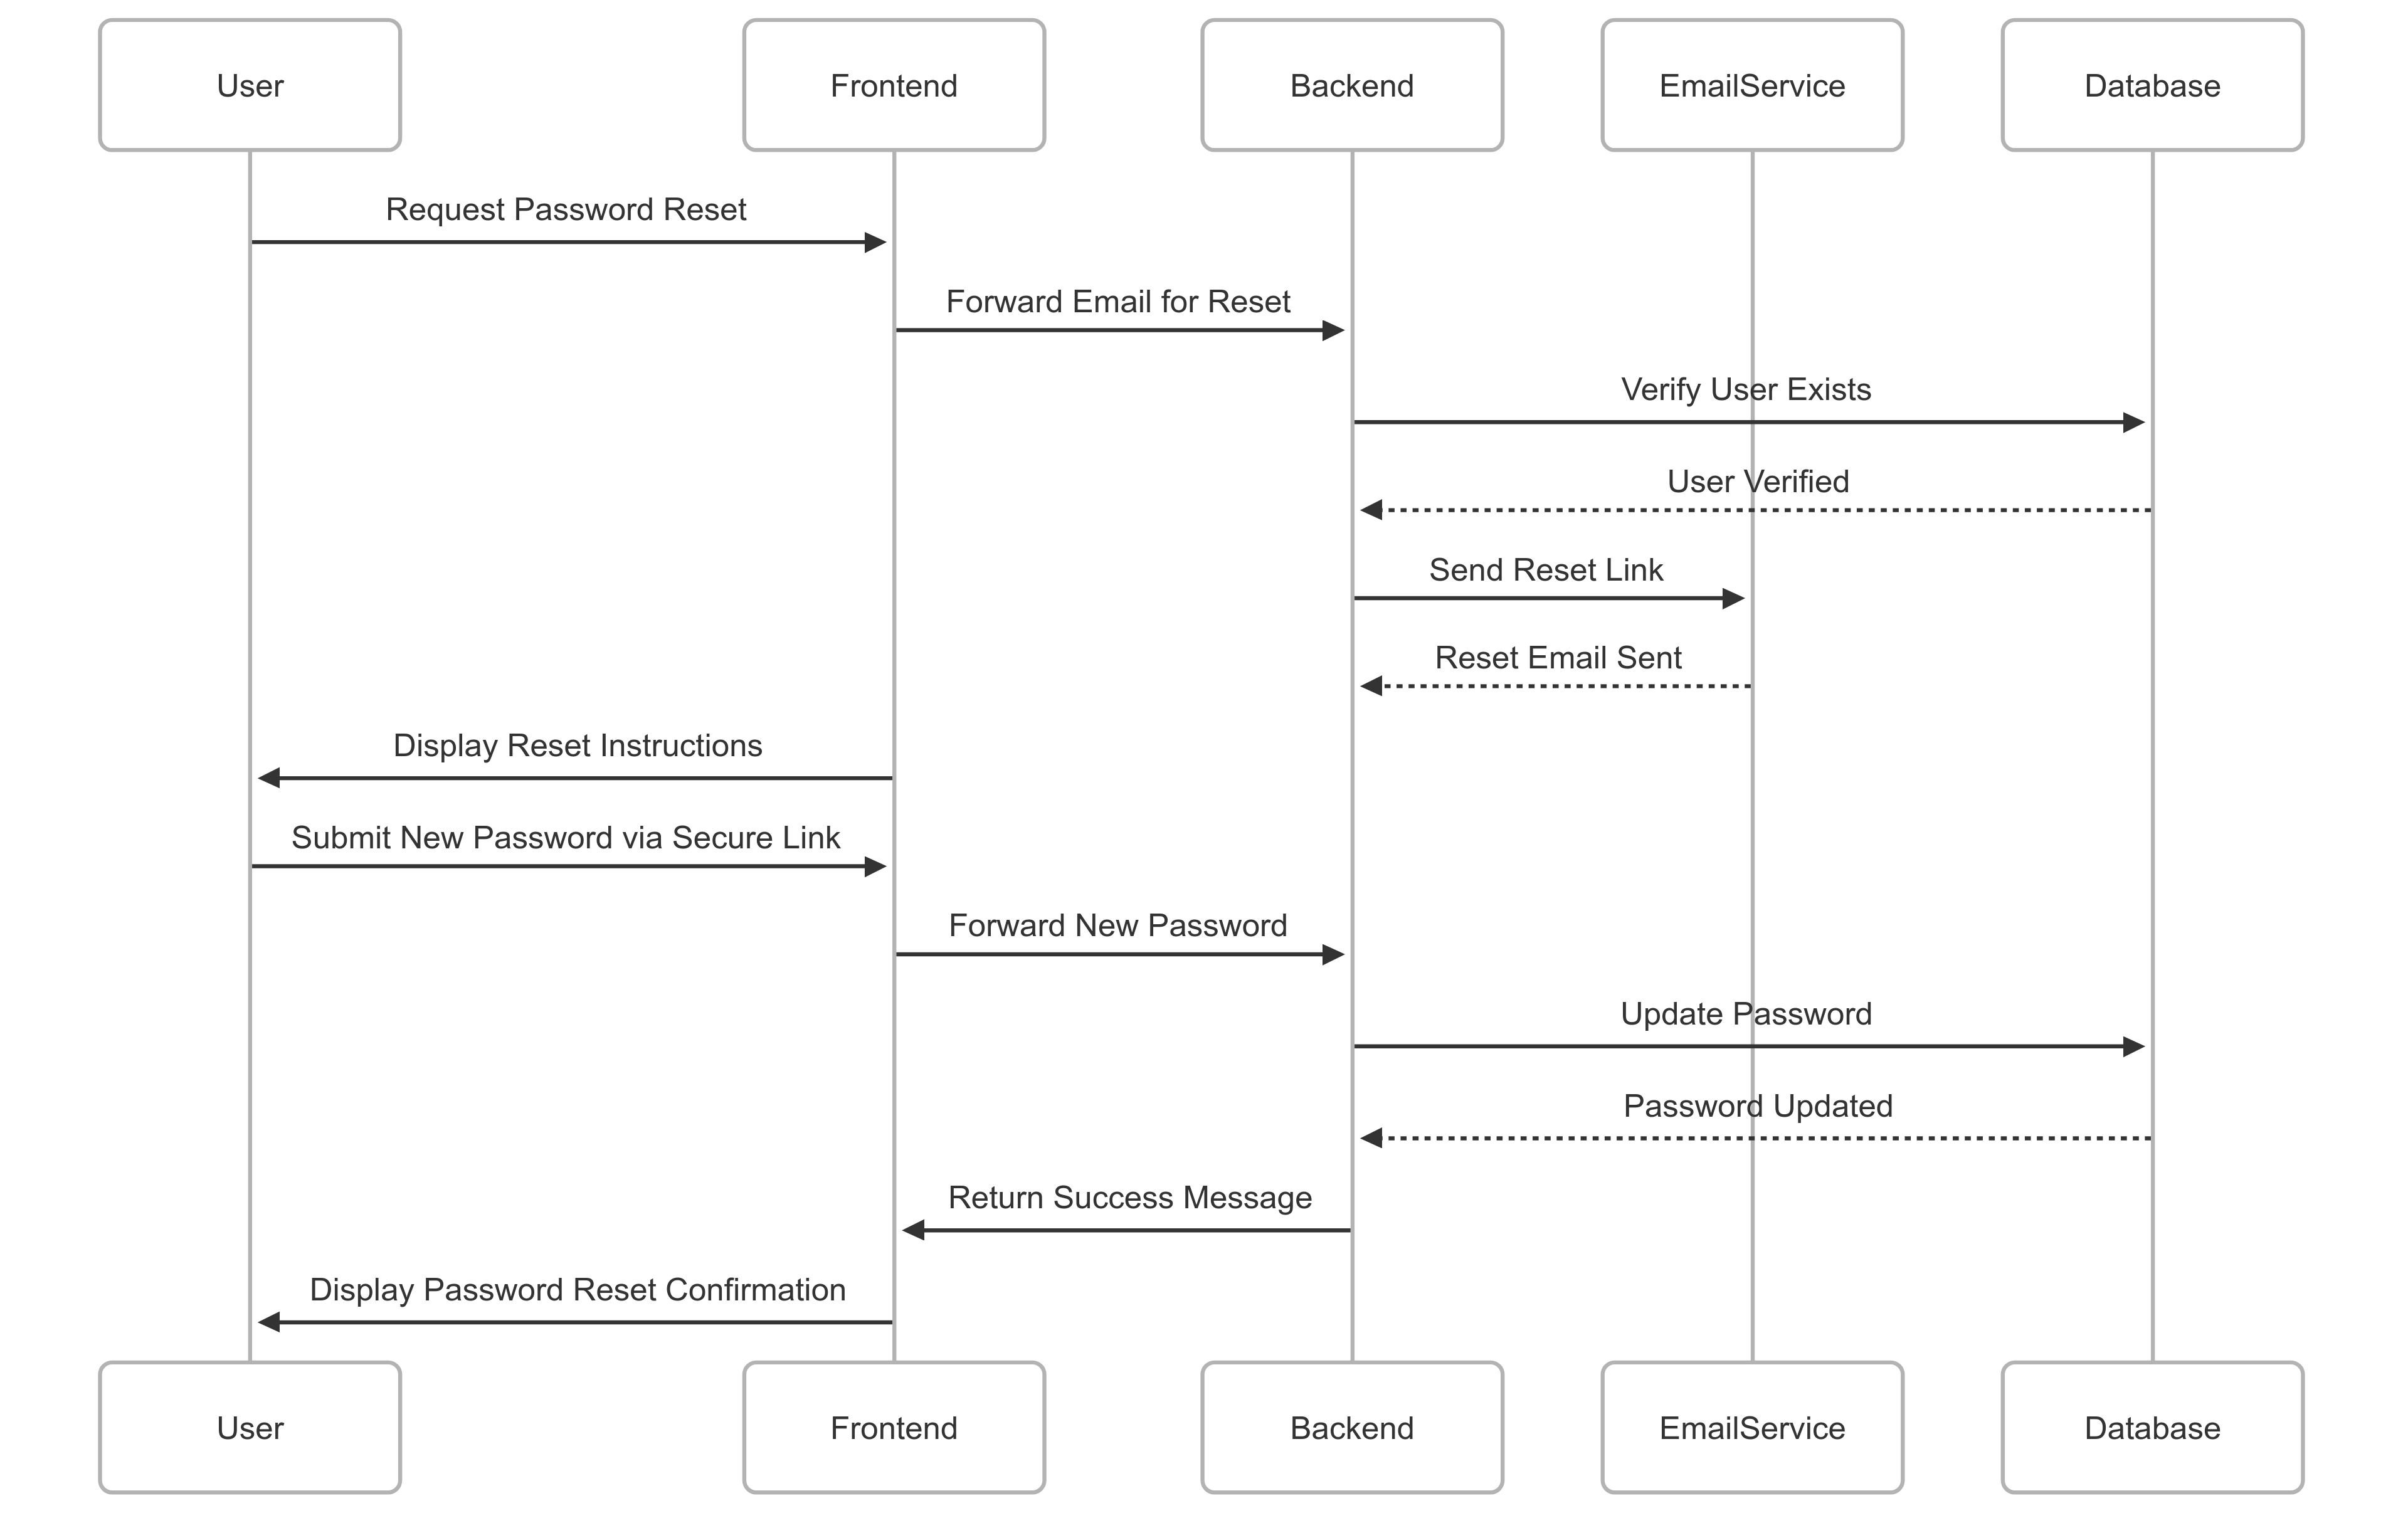 User
Frontend
Backend
EmailService
Database
Request Password Reset
Forward Email for Reset
Verify User Exists
User Verified
Send Reset Link
Reset Email Sent
Display Reset Instructions
Submit New Password via Secure Link
Forward New Password
Update Password
Password Updated
Return Success Message
Display Password Reset Confirmation
User
Frontend
Backend
EmailService
Database